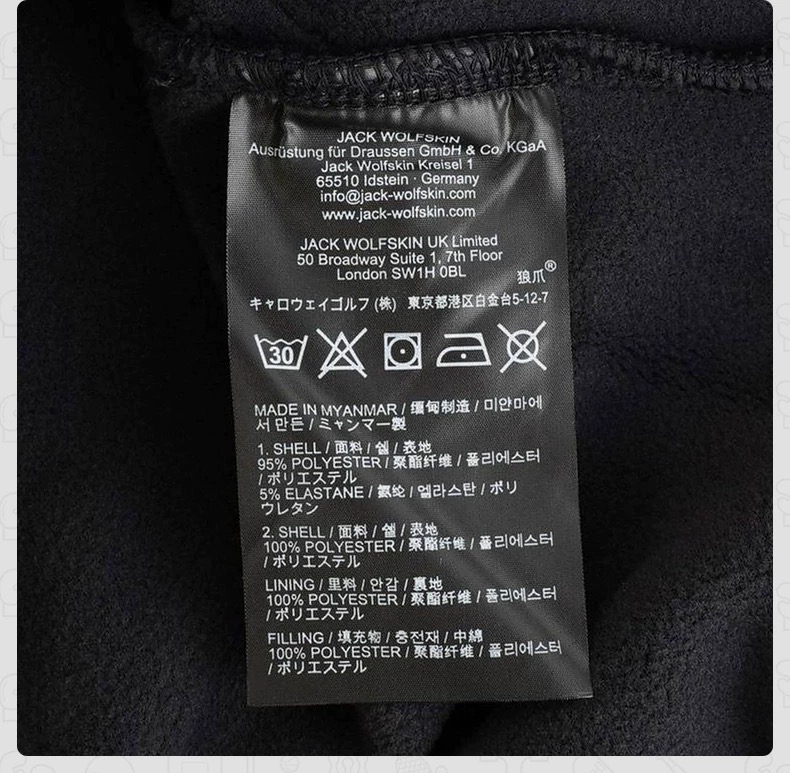 JACK WOLFSKIN
Ausrüstung für Draussen GmbH & Co. KGaA
Jack Wolfskin Kreisel 1
65510 Idstein · Germany
info@jack-wolfskin.com
www.jack-wolfskin.com
JACK WOLFSKIN UK Limited
50 Broadway Suite 1, 7th Floor
London SW1H 0BL
狼爪®
キャロウェイゴルフ (株) 東京都港区白金台5-12-7
30
MADE IN MYANMAR / 缅甸制造 / 미얀마에
서 만든 / ミャンマー製
1. SHELL / 面料 / 쉘 / 表地
95% POLYESTER / 聚酯纤维 / 폴리에스터
/ ポリエステル
5% ELASTANE / 氨纶 / 엘라스탄 / ポリ
ウレタン
2. SHELL / 面料 / 쉘 / 表地
100% POLYESTER / 聚酯纤维 / 폴리에스터
/ ポリエステル
LINING / 里料 / 안감 / 裏地
100% POLYESTER / 聚酯纤维 / 폴리에스터
/ ポリエステル
FILLING / 填充物 / 충전재 / 中綿
100% POLYESTER / 聚酯纤维 / 폴리에스터
/ ポリエステル